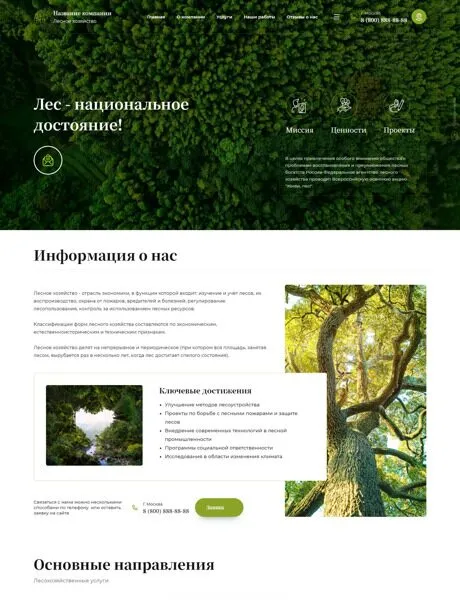 Название компании
Лесное хозяйство
Главная О компании Услуги Наши работы Отзывы о нас
Г. Москва
8 (800) 888-88-88
Лес - национальное
достояние!
Миссия Ценности Проекты
В целях привлечения особого внимания общества к
проблемам восстановления и преумножения лесных
богатств России Федеральное агентство лесного
хозяйства проводит Всероссийскую осеннюю акцию
"Живи, лес!".
Информация о нас
Лесное хозяйство - отрасль экономики, в функции которой входит: изучение и учет лесов, их
воспроизводство, охрана от пожаров, вредителей и болезней, регулирование
лесопользования, контроль за использованием лесных ресурсов.
Классификации форм лесного хозяйства составляются по экономическим,
естественноисторическим и техническим признакам.
Лесное хозяйство делят на непрерывное и периодическое (при котором вся площадь, занятая
лесом, вырубается раз в несколько лет, когда лес достигает спелого состояния).
Ключевые достижения
Улучшение методов лесоустройства
Проекты по борьбе с лесными пожарами и защите
лесов
Внедрение современных технологий в лесной
промышленности
Программы социальной ответственности
Исследования в области изменения климата
Связаться с нами можно несколькими
способами по телефону или оставить
заявку на сайте
Г. Москва
8 (800) 888-88-88
Основные направления
Лесохозяйственные услуги